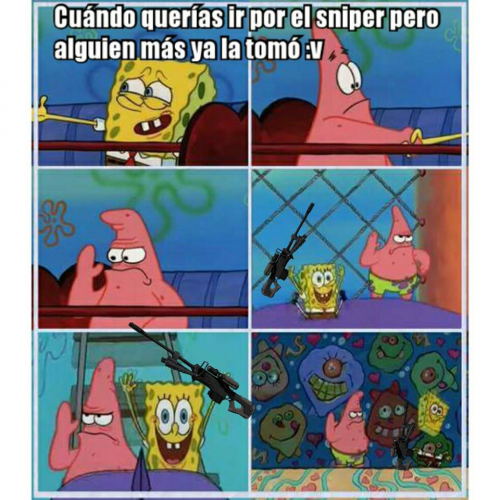 Cuándo querías ir por el sniper pero
alguien más ya la tomó :v